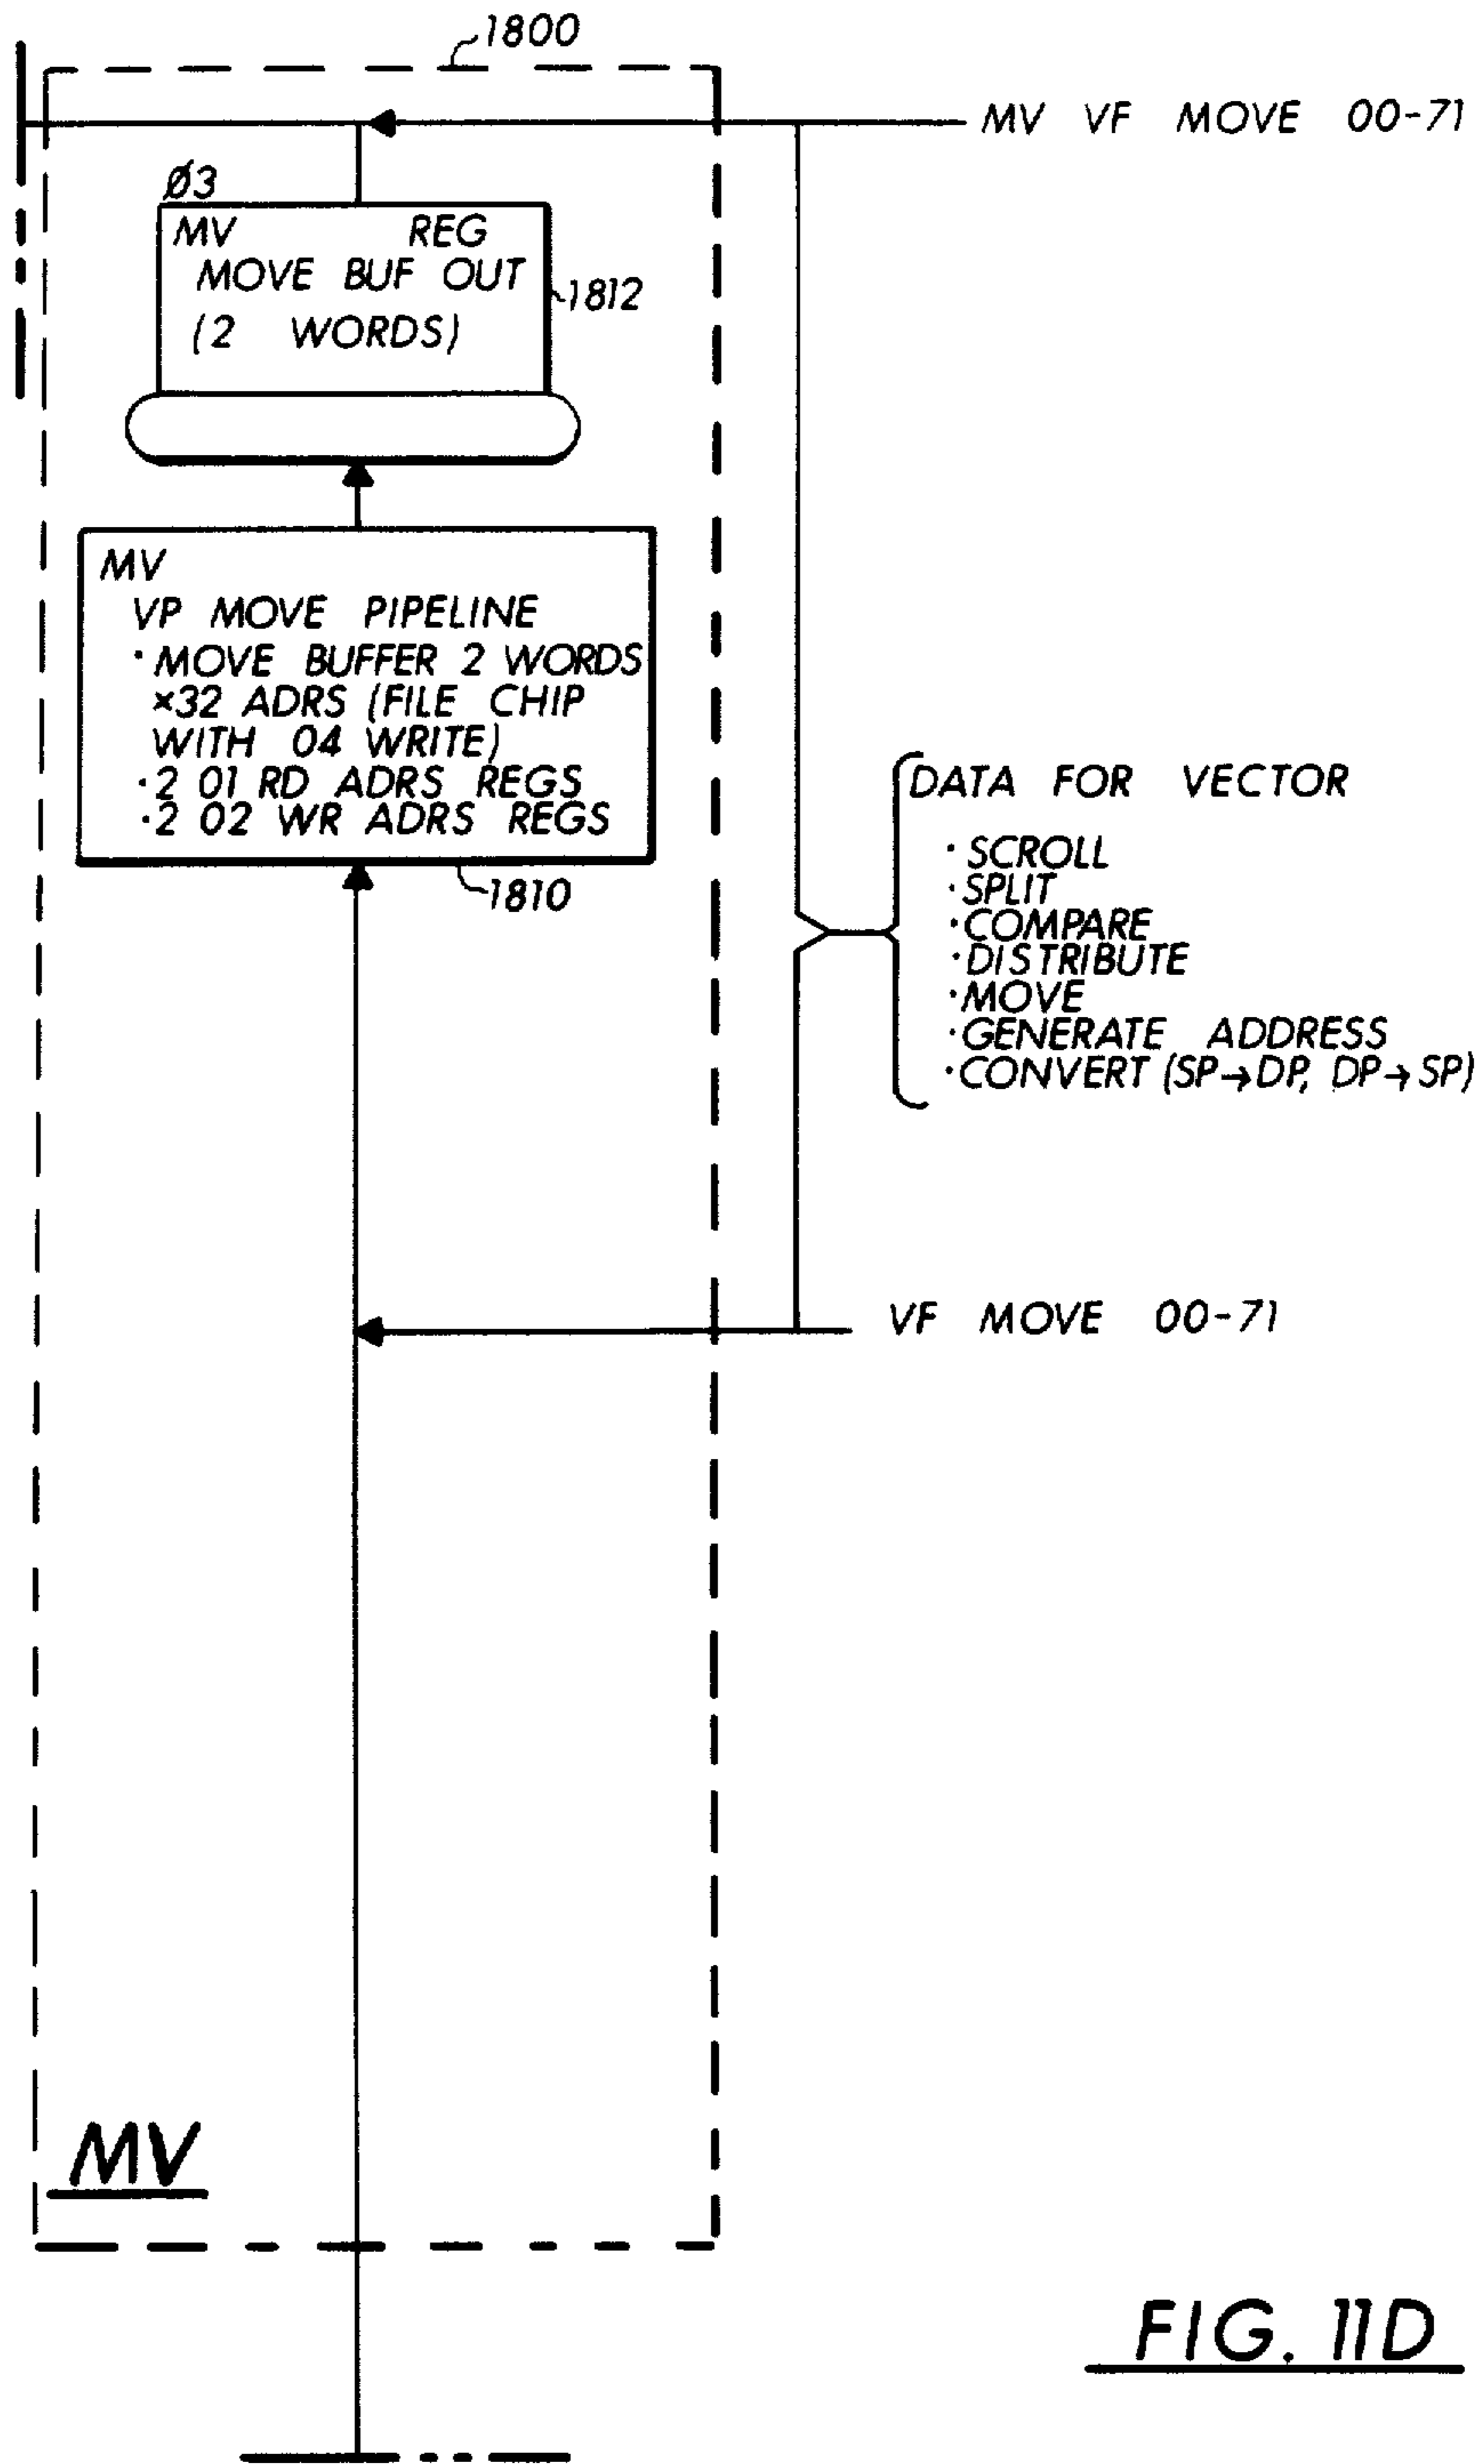 1800
MV VF MOVE 00-71
Ø3
MV REG
MOVE BUF OUT
(2 WORDS)
1812
MV
VP MOVE PIPELINE
·MOVE BUFFER 2 WORDS
×32 ADRS (FILE CHIP
WITH 04 WRITE)
·2 01 RD ADRS REGS
·2 02 WR ADRS REGS
1810
DATA FOR VECTOR
·SCROLL
·SPLIT
·COMPARE
·DISTRIBUTE
·MOVE
·GENERATE ADDRESS
·CONVERT (SP→DP, DP→SP)
VF MOVE 00-71
MV
FIG. 11D